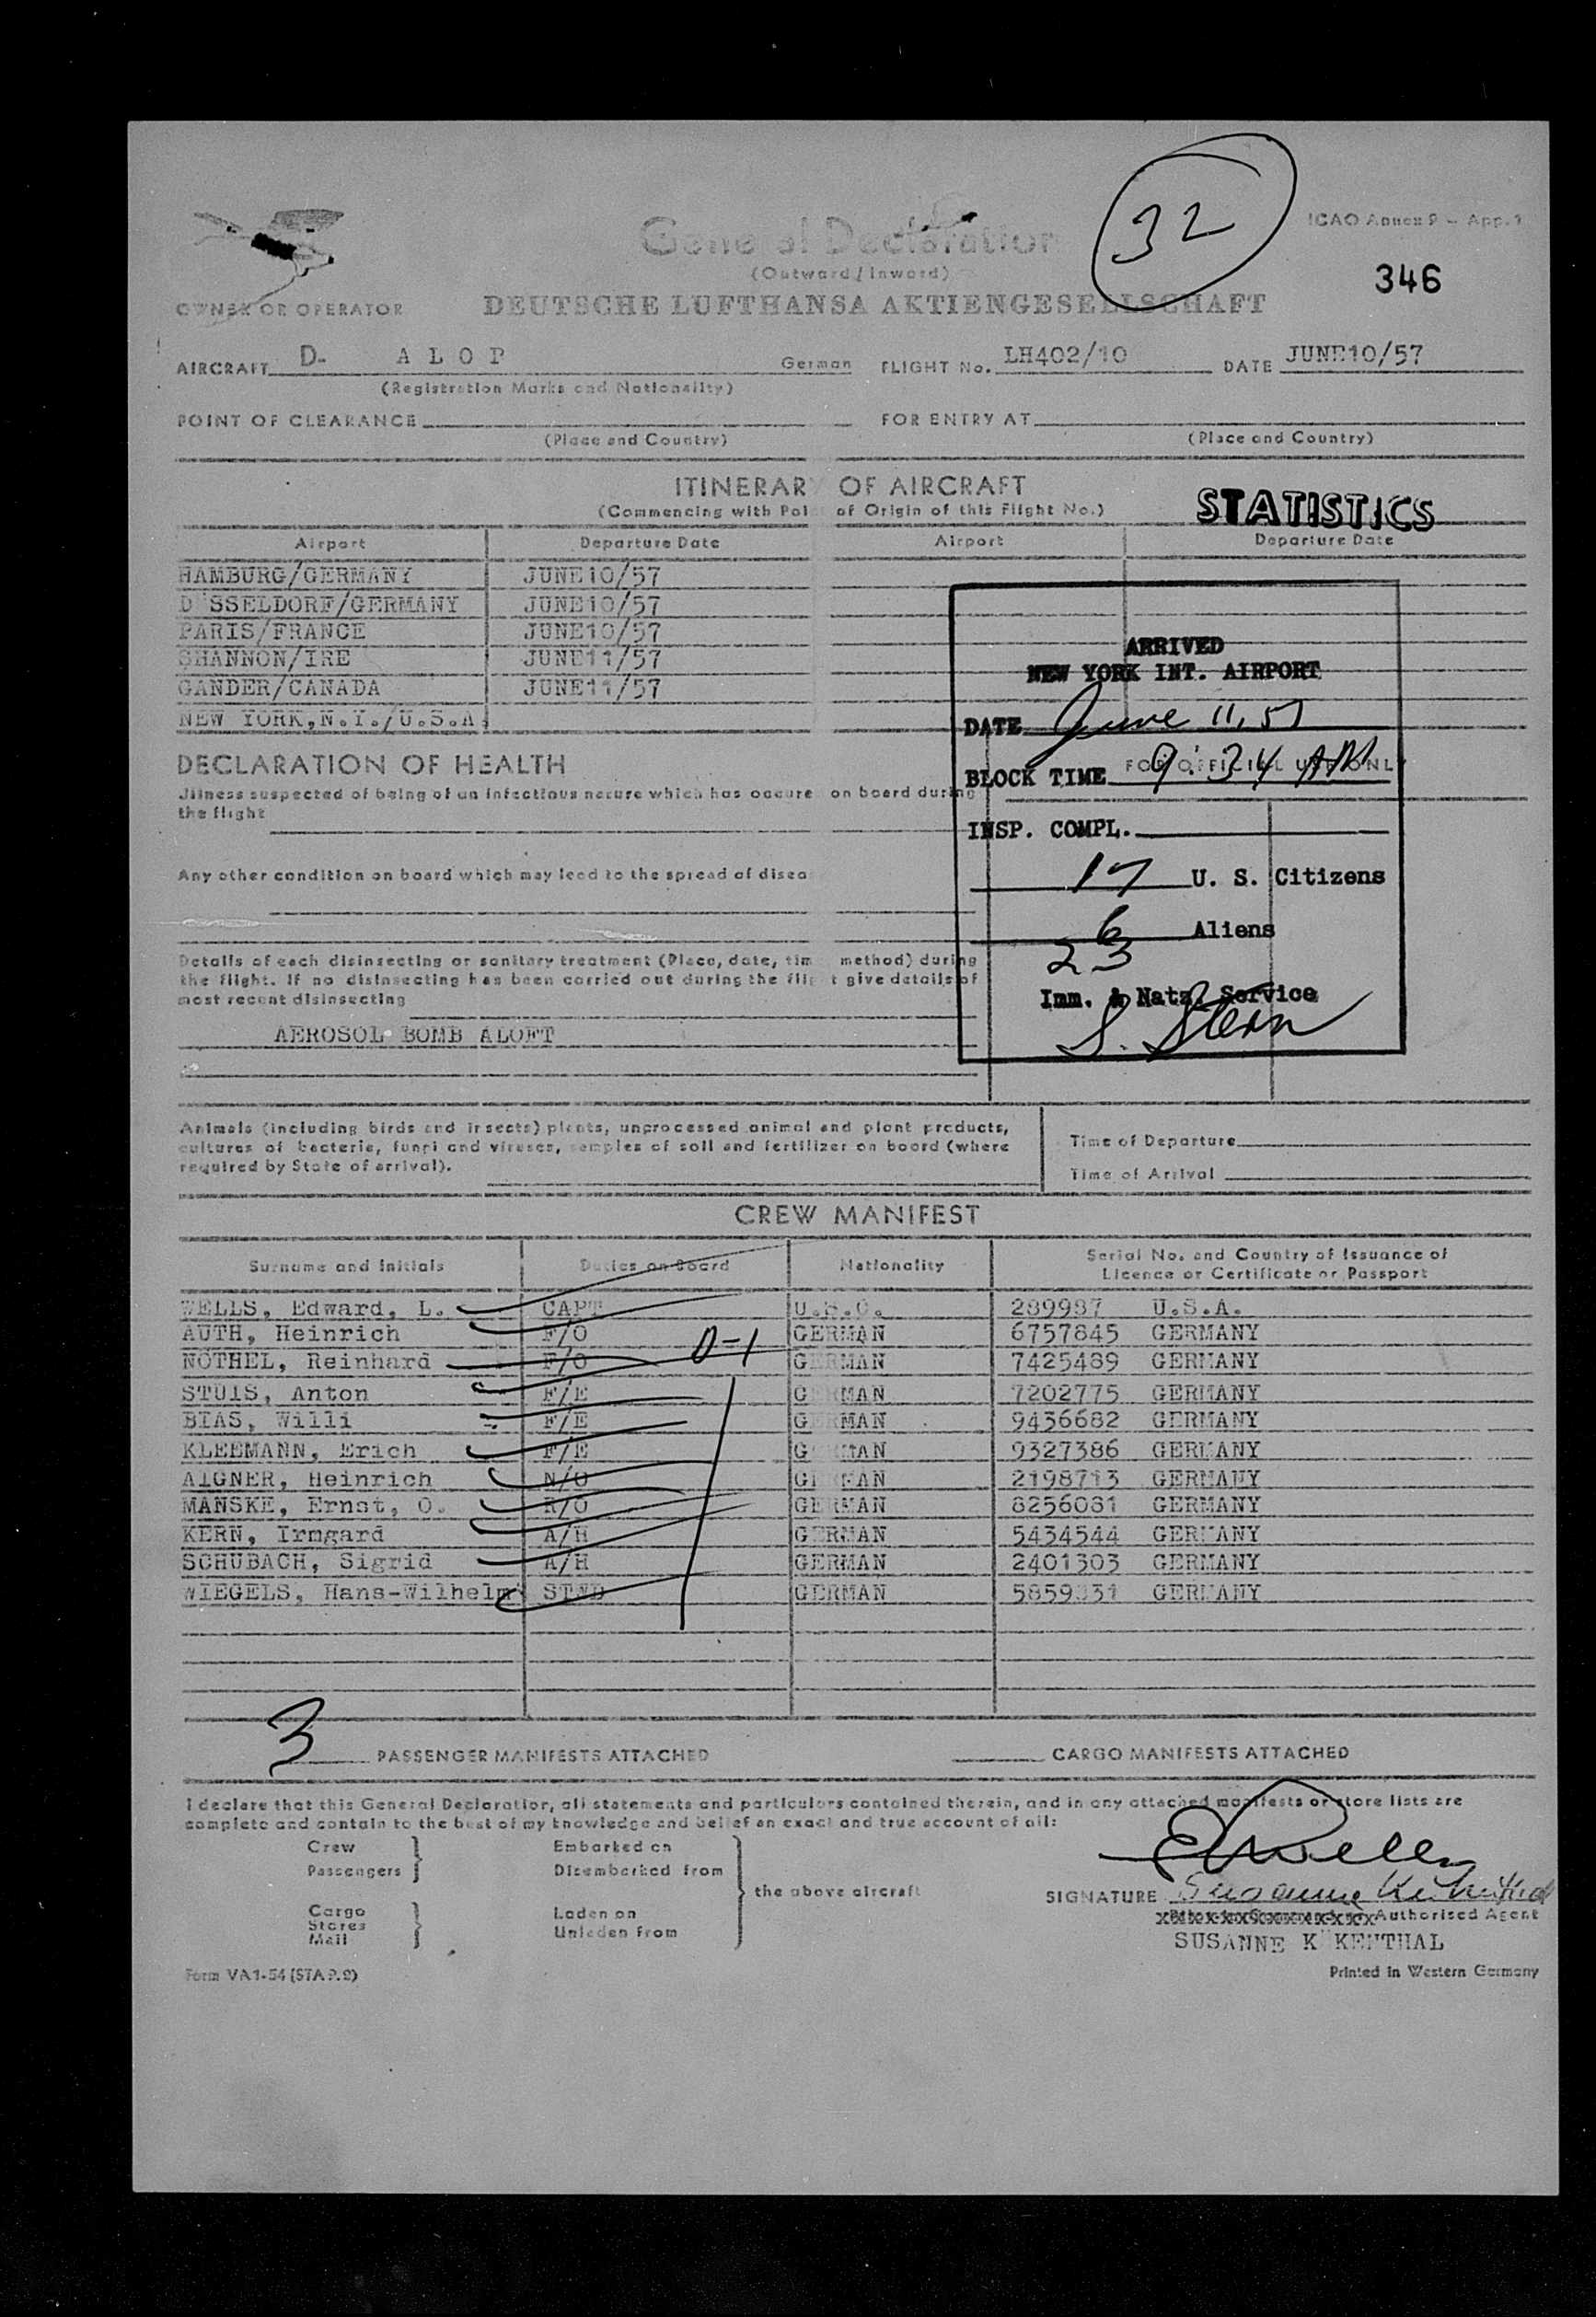 32
ICAO Annex 9 – App. 1
General Declaration
(Outward/Inward)
346
OWNER OR OPERATOR DEUTSCHE LUFTHANSA AKTIENGESELLSCHAFT
AIRCRAFT D- ALOP German FLIGHT No. LH402/10 DATE JUNE10/57
(Registration Marks and Nationality)
POINT OF CLEARANCE FOR ENTRY AT
(Place and Country) (Place and Country)
ITINERAR OF AIRCRAFT
(Commencing with Poi of Origin of this Flight No.)
STATISTICS
Airport Departure Date Airport Departure Date
HAMBURG/GERMANY JUNE10/57
D SSELDORF/GERMANY JUNE10/57
PARIS/FRANCE JUNE10/57
SHANNON/IRE JUNE11/57
GANDER/CANADA JUNE11/57
NEW YORK,N.Y./U.S.A.
ARRIVED
NEW YORK INT. AIRPORT
DATE June 11, 57
FOR OFFICIAL USE ONLY
BLOCK TIME 9:34 AM
INSP. COMPL.
17 U. S. Citizens
6 Aliens
23
Imm. & Natz. Service
S. Stern
DECLARATION OF HEALTH
Illness suspected of being of an infectious nature which has occure on board during
the flight
Any other condition on board which may lead to the spread of disea
Details of each disinsecting or sanitary treatment (Place, date, tim method) during
the flight. If no disinsecting has been carried out during the flig t give details of
most recent disinsecting
AEROSOL BOMB ALOFT
Animals (including birds and insects) plants, unprocessed animal and plant products,
cultures of bacteria, fungi and viruses, samples of soil and fertilizer on board (where
required by State of arrival).
Time of Departure
Time of Arrival
CREW MANIFEST
Surname and Initials Duties on Board Nationality Serial No. and Country of Issuance of
Licence or Certificate or Passport
WELLS, Edward, L. CAPT U.S.C. 289987 U.S.A.
AUTH, Heinrich F/O GERMAN 6757845 GERMANY
NÖTHEL, Reinhard F/O GERMAN 7425489 GERMANY
0-1
STUIS, Anton F/E G MAN 7202775 GERMANY
BIAS, Willi F/E G MAN 9436682 GERMANY
KLEEMANN, Erich F/E G MAN 9327386 GERMANY
AIGNER, Heinrich N/O GERMAN 2198713 GERMANY
MANSKE, Ernst, O. R/O GERMAN 8256081 GERMANY
KERN, Irmgard A/H GERMAN 5434544 GERMANY
SCHUBACH, Sigrid A/H GERMAN 2401303 GERMANY
WIEGELS, Hans-Wilhelm STWD GERMAN GERMANY
3 PASSENGER MANIFESTS ATTACHED CARGO MANIFESTS ATTACHED
I declare that this General Declaration, all statements and particulars contained therein, and in any attached manifests or store lists are
complete and contain to the best of my knowledge and belief an exact and true account of all:
Crew Embarked on
Passengers Disembarked from
the above aircraft
Cargo Laden on
Stores
Mail Unladen from
E L Wells
SIGNATURE Susanne Kükenthal
Authorised Agent
SUSANNE K KENTHAL
Form VA1-54 (STA P.9)
Printed in Western Germany